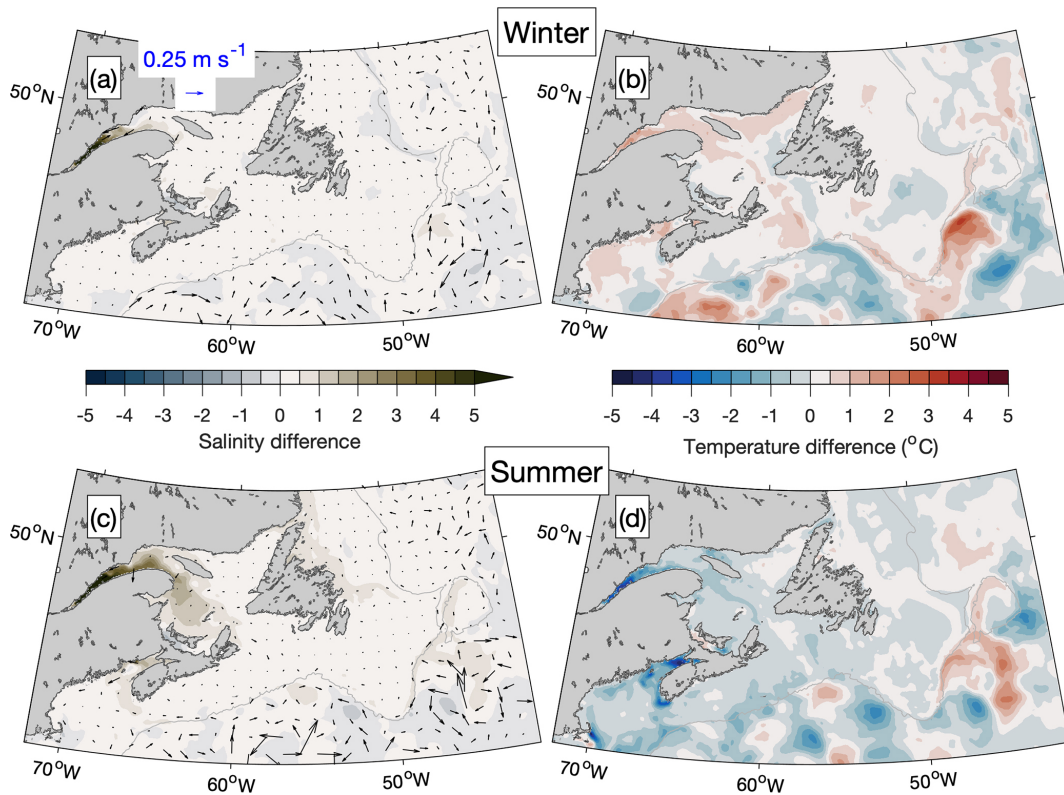 Winter
0.25 m s⁻¹
(a)
(b)
50°N
50°N
70°W
60°W
50°W
70°W
60°W
50°W
-5 -4 -3 -2 -1 0 1 2 3 4 5
Salinity difference
-5 -4 -3 -2 -1 0 1 2 3 4 5
Temperature difference (°C)
Summer
(c)
(d)
50°N
50°N
70°W
60°W
50°W
70°W
60°W
50°W